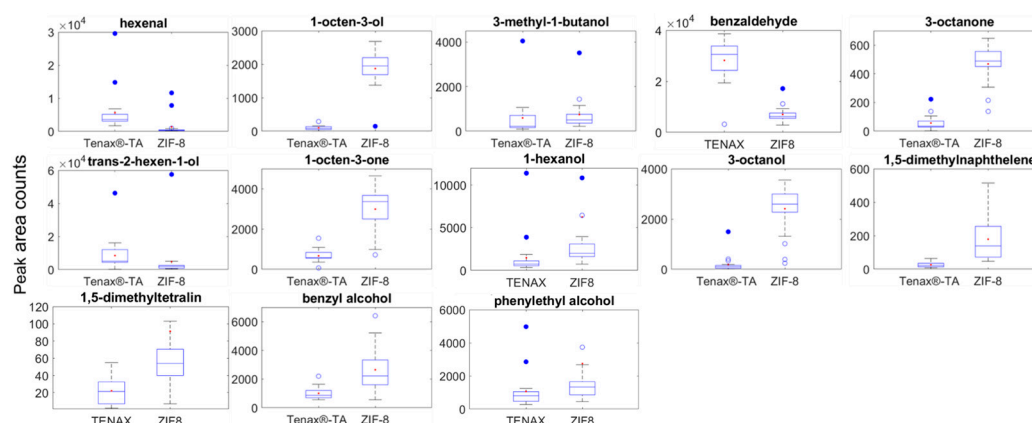 hexenal
×10⁴
3
2
1
0
Tenax®-TA ZIF-8
1-octen-3-ol
3000
2000
1000
0
Tenax®-TA ZIF-8
3-methyl-1-butanol
4000
2000
0
Tenax®-TA ZIF-8
benzaldehyde
×10⁴
4
2
0
TENAX ZIF8
3-octanone
600
400
200
0
Tenax®-TA ZIF-8
Peak area counts
trans-2-hexen-1-ol
×10⁴
6
4
2
0
Tenax®-TA ZIF-8
1-octen-3-one
4000
2000
0
Tenax®-TA ZIF-8
1-hexanol
10000
5000
0
TENAX ZIF-8
3-octanol
4000
2000
0
Tenax®-TA ZIF-8
1,5-dimethylnaphthelene
600
400
200
0
Tenax®-TA ZIF-8
1,5-dimethyltetralin
120
100
80
60
40
20
TENAX ZIF8
benzyl alcohol
6000
4000
2000
0
Tenax®-TA ZIF-8
phenylethyl alcohol
6000
4000
2000
0
TENAX ZIF8